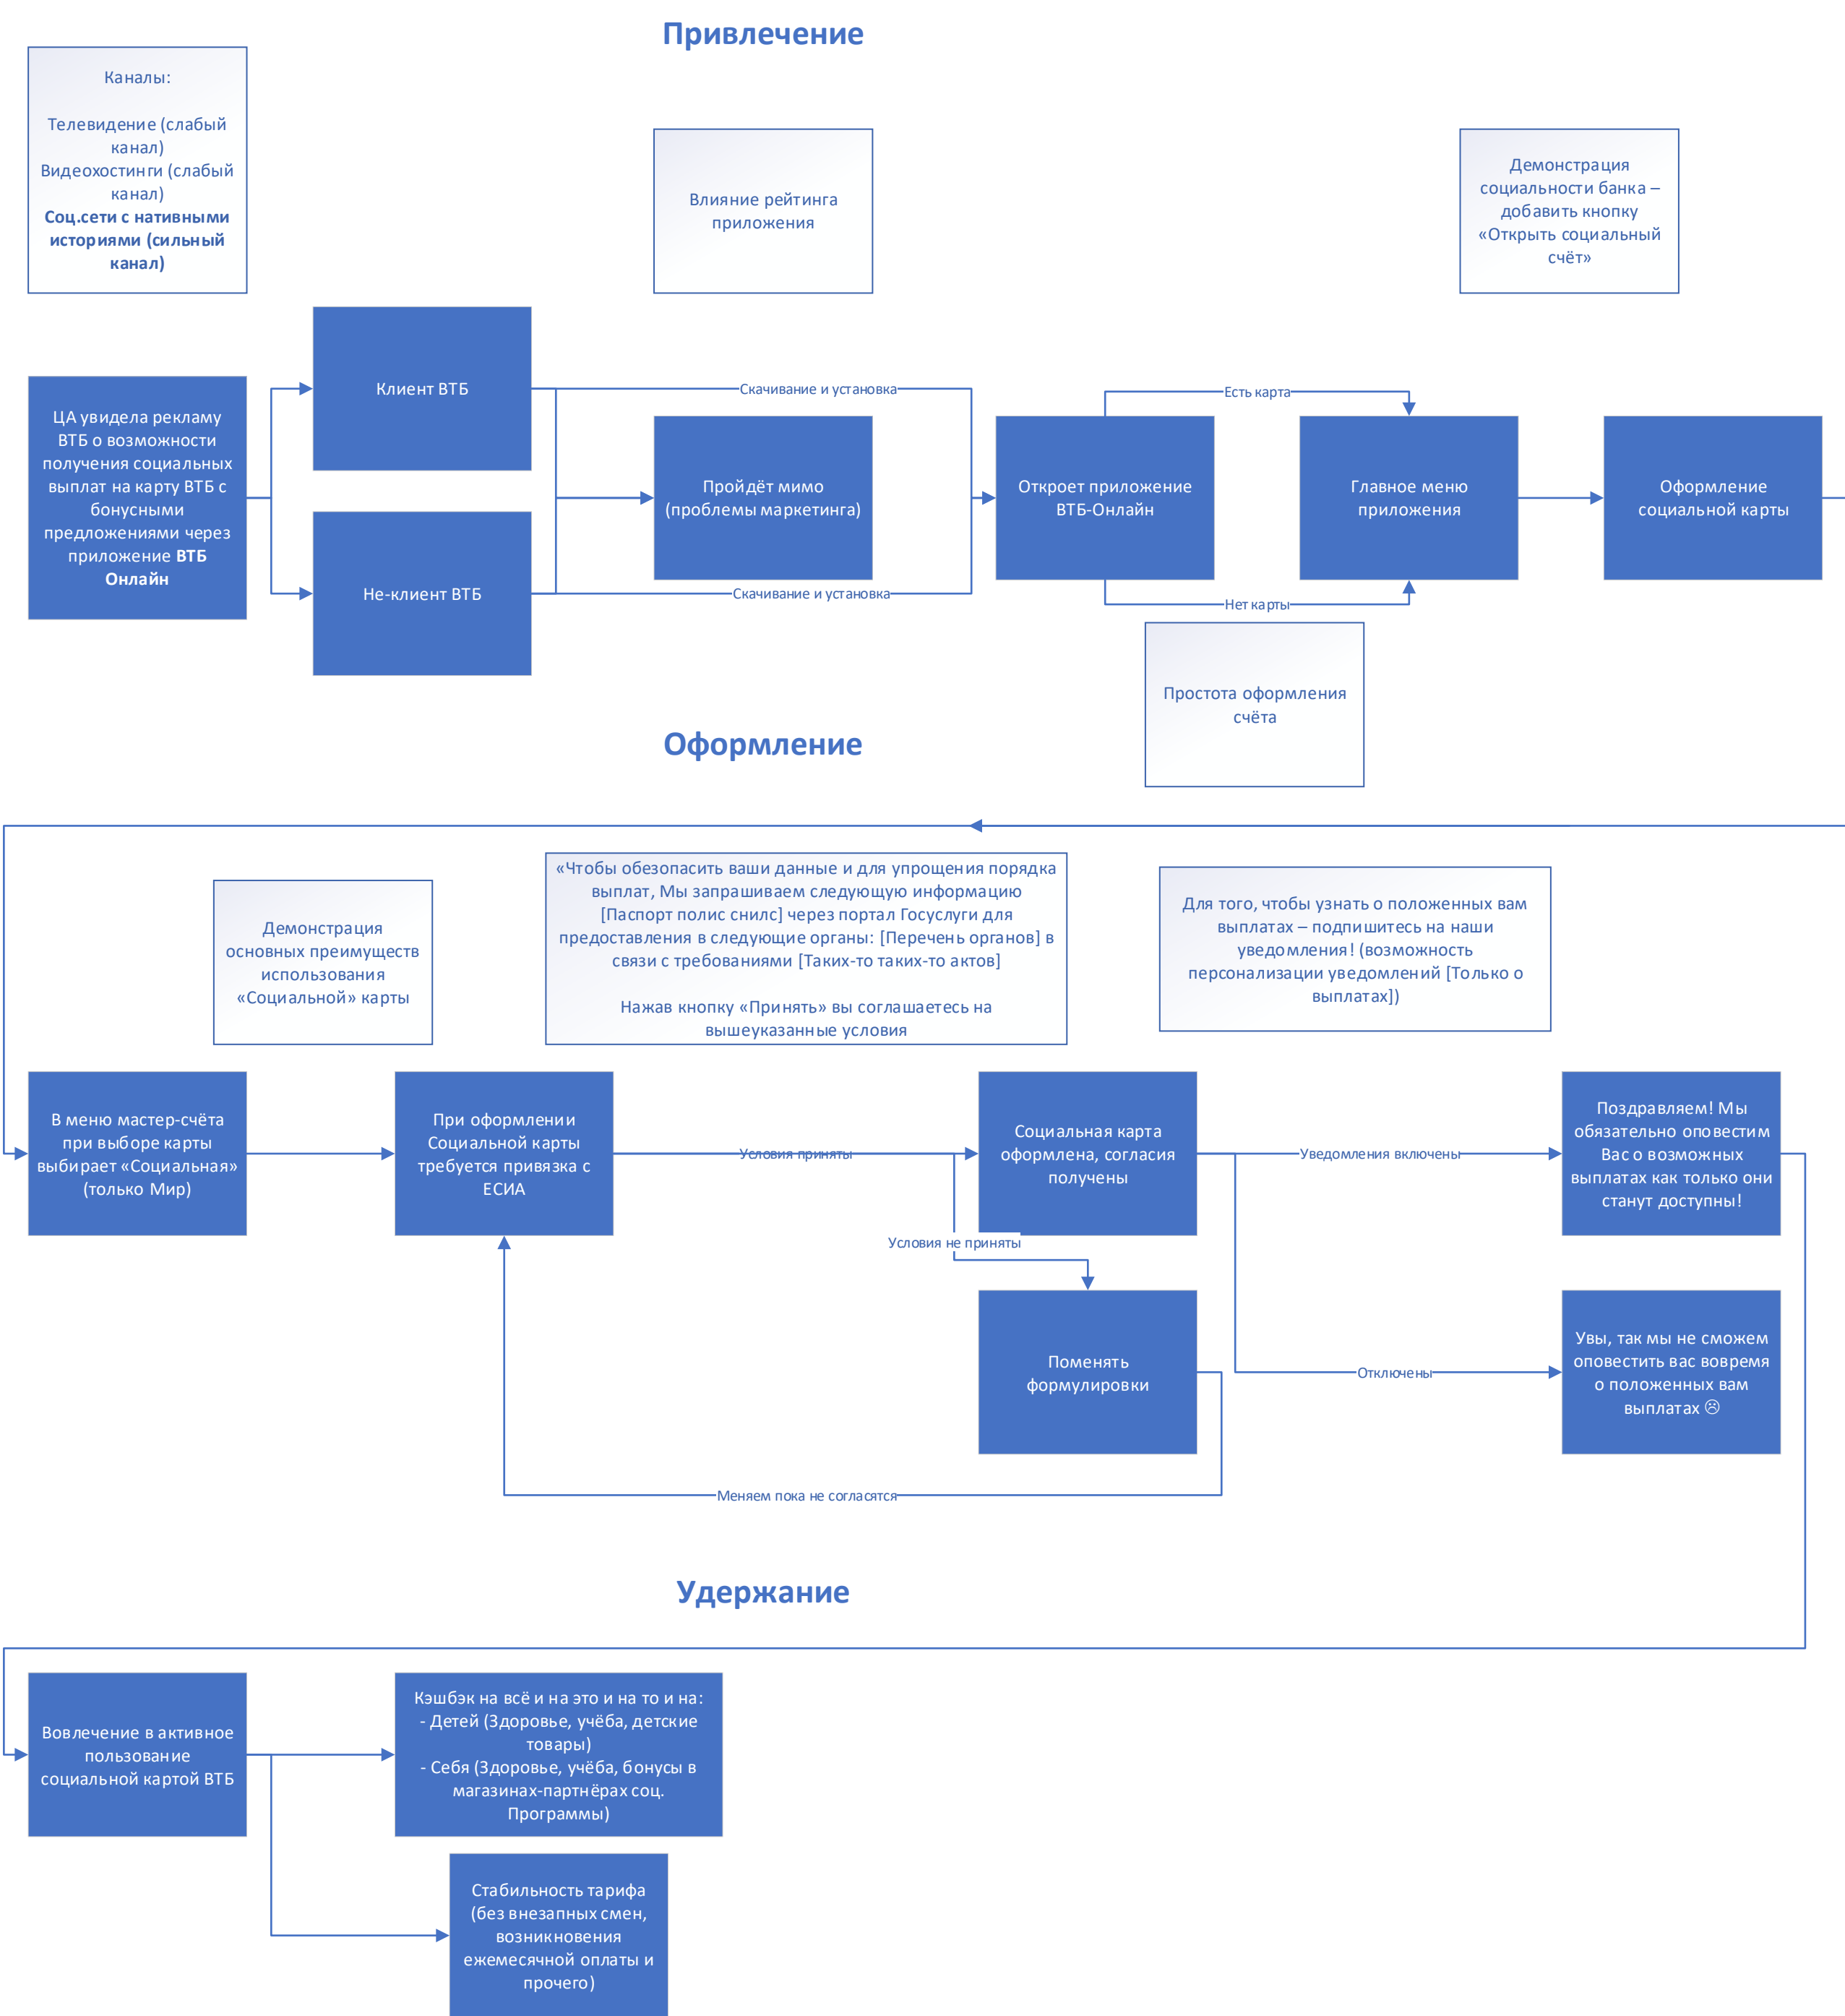 Привлечение
Каналы:
Телевидение (слабый
канал)
Видеохостинги (слабый
канал)
Соц.сети с нативными
историями (сильный
канал)
Влияние рейтинга
приложения
Демонстрация
социальности банка –
добавить кнопку
«Открыть социальный
счёт»
ЦА увидела рекламу
ВТБ о возможности
получения социальных
выплат на карту ВТБ с
бонусными
предложениями через
приложение ВТБ
Онлайн
Клиент ВТБ
Не-клиент ВТБ
Скачивание и установка
Пройдёт мимо
(проблемы маркетинга)
Скачивание и установка
Откроет приложение
ВТБ-Онлайн
Есть карта
Нет карты
Главное меню
приложения
Оформление
социальной карты
Простота оформления
счёта
Оформление
Демонстрация
основных преимуществ
использования
«Социальной» карты
«Чтобы обезопасить ваши данные и для упрощения порядка
выплат, Мы запрашиваем следующую информацию
[Паспорт полис снилс] через портал Госуслуги для
предоставления в следующие органы: [Перечень органов] в
связи с требованиями [Таких-то таких-то актов]
Нажав кнопку «Принять» вы соглашаетесь на
вышеуказанные условия
Для того, чтобы узнать о положенных вам
выплатах – подпишитесь на наши
уведомления! (возможность
персонализации уведомлений [Только о
выплатах])
В меню мастер-счёта
при выборе карты
выбирает «Социальная»
(только Мир)
При оформлении
Социальной карты
требуется привязка с
ЕСИА
Условия приняты
Социальная карта
оформлена, согласия
получены
Уведомления включены
Поздравляем! Мы
обязательно оповестим
Вас о возможных
выплатах как только они
станут доступны!
Условия не приняты
Поменять
формулировки
Отключены
Увы, так мы не сможем
оповестить вас вовремя
о положенных вам
выплатах ☹
Меняем пока не согласятся
Удержание
Вовлечение в активное
пользование
социальной картой ВТБ
Кэшбэк на всё и на это и на то и на:
- Детей (Здоровье, учёба, детские
товары)
- Себя (Здоровье, учёба, бонусы в
магазинах-партнёрах соц.
Программы)
Стабильность тарифа
(без внезапных смен,
возникновения
ежемесячной оплаты и
прочего)